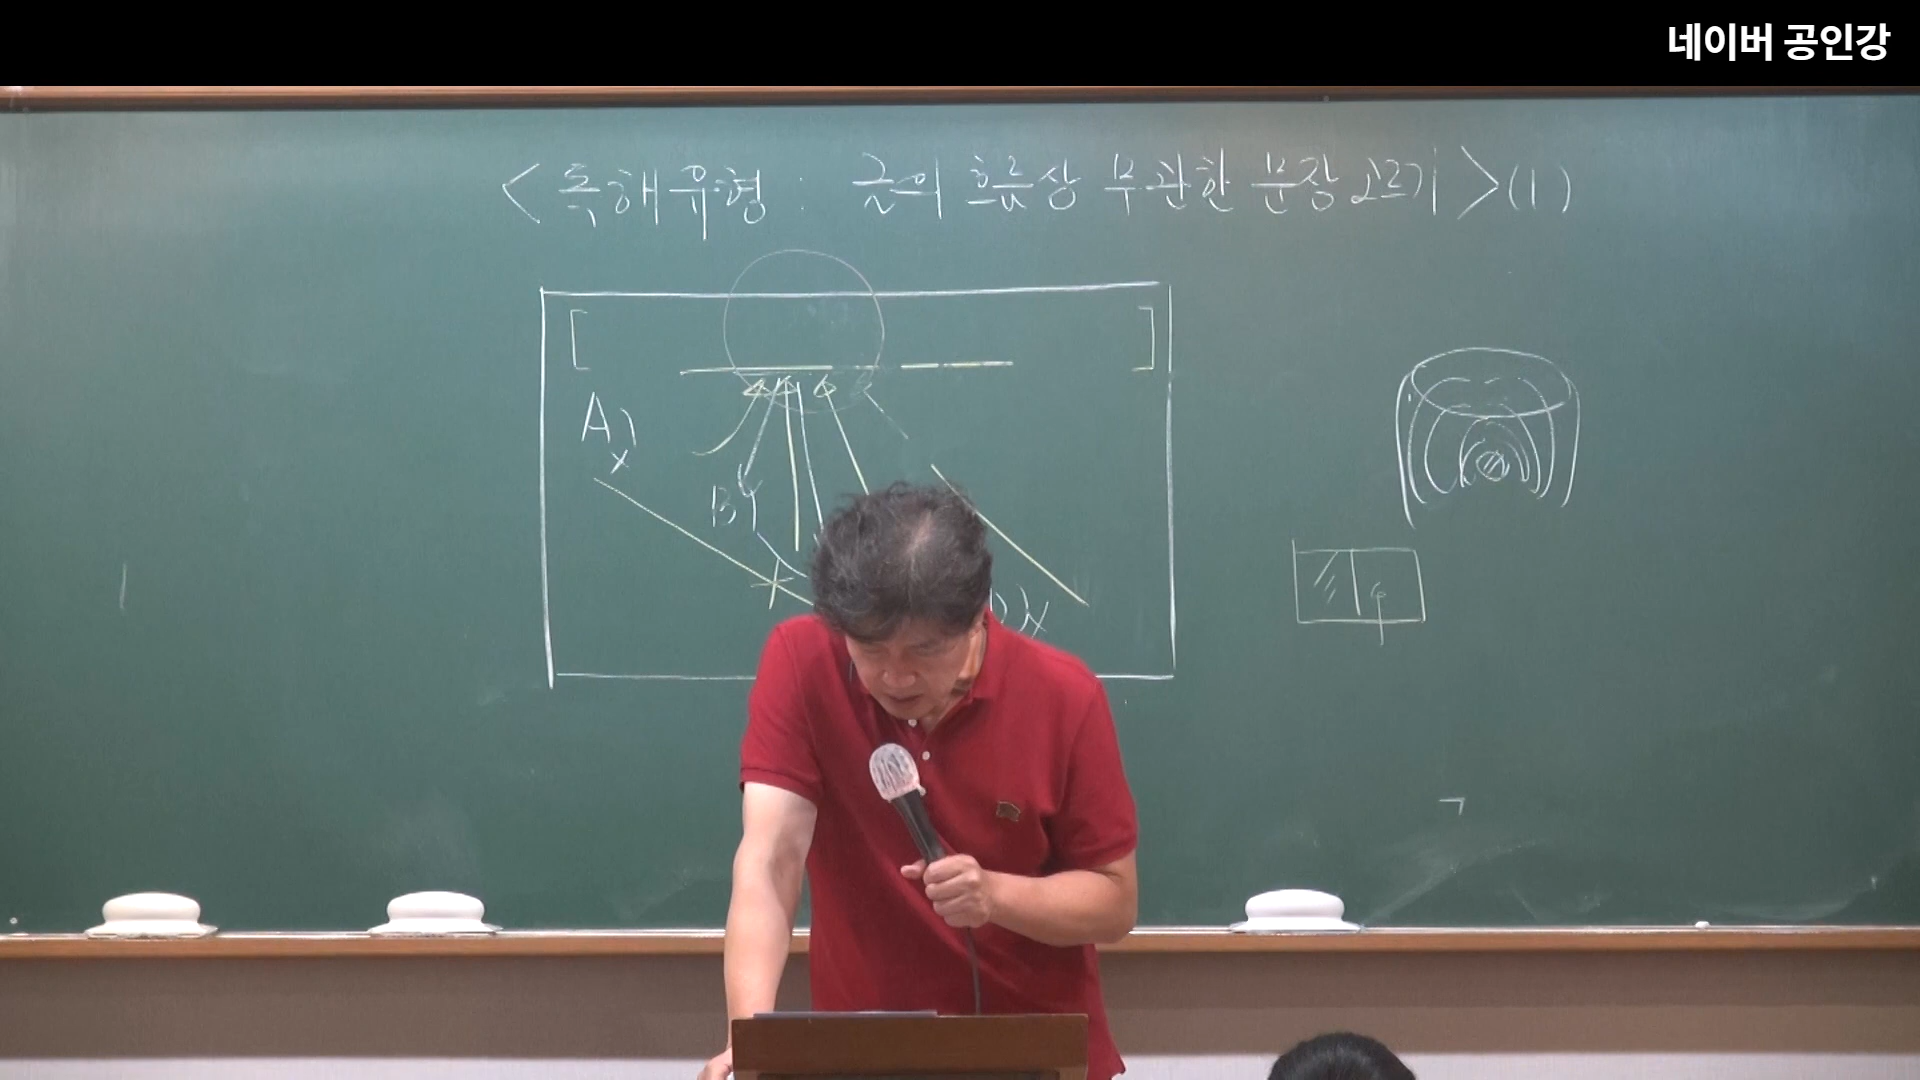 네이버 공인강
<독해유형 : 글의 흐름상 무관한 문장 고르기>(1)
A)
x
B)
)x